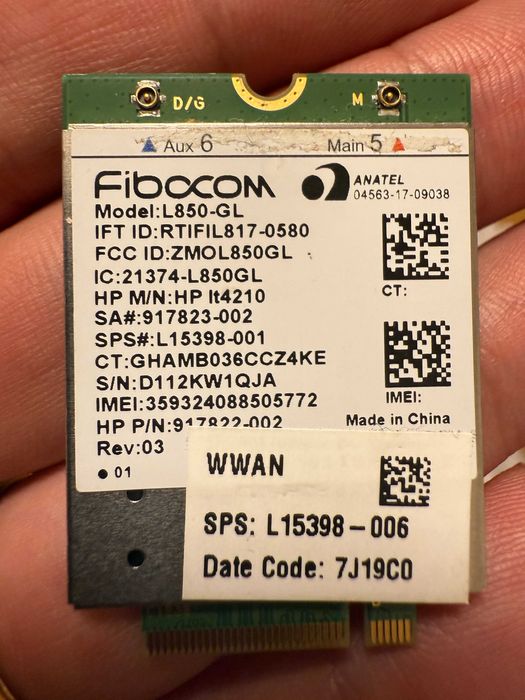 D/G M
Aux 6 Main 5
Fibocom
ANATEL
04563-17-09038
Model:L850-GL
IFT ID:RTIFIL817-0580
FCC ID:ZMOL850GL
IC:21374-L850GL
HP M/N:HP lt4210
CT:
SA#:917823-002
SPS#:L15398-001
CT:GHAMB036CCZ4KE
S/N:D112KW1QJA
IMEI:359324088505772
IMEI:
HP P/N:917822-002
Made in China
Rev:03
01
WWAN
SPS: L15398-006
Date Code: 7J19C0